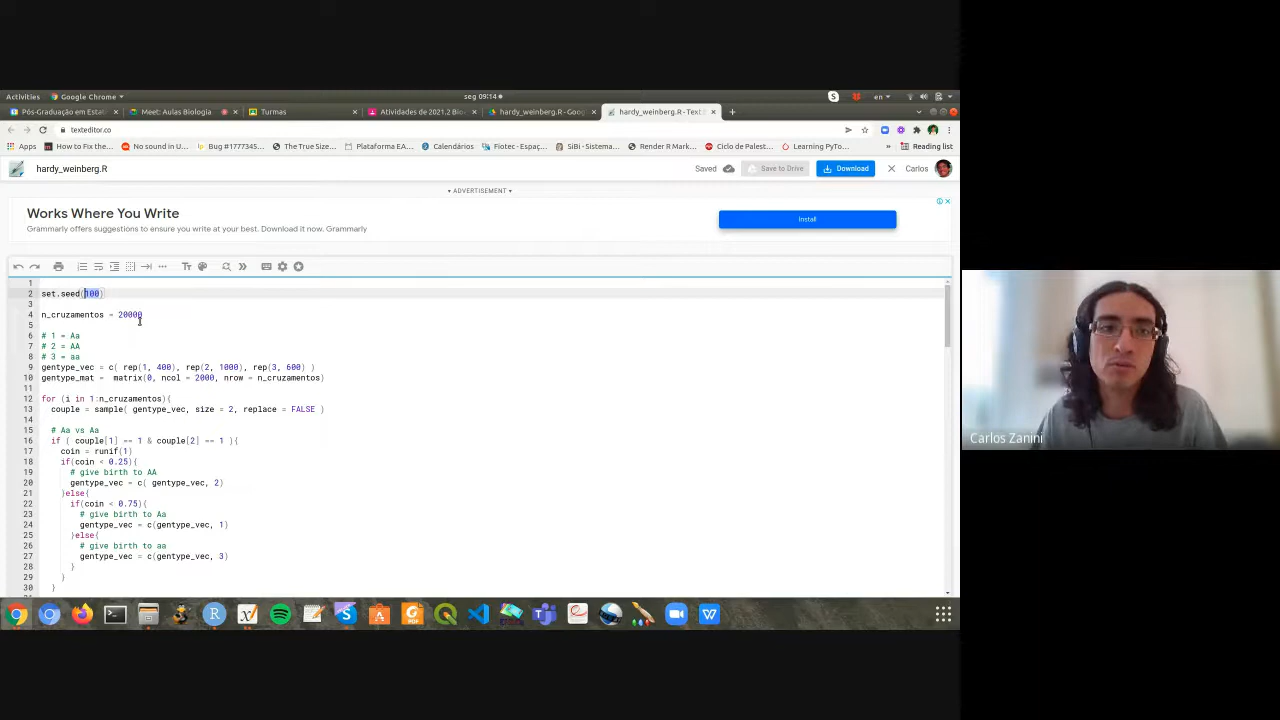 Activities
Google Chrome
seg 09:14
en
Pós-Graduação em Estat
Meet: Aulas Biologia
Turmas
Atividades de 2021.2 Bio
hardy_weinberg.R - Goog
hardy_weinberg.R - Text E
texteditor.co
Apps
How to Fix the...
No sound in U...
Bug #1777345...
The True Size...
Plataforma EA...
Calendários
Fiotec - Espaç...
SiBi - Sistema...
Render R Mark...
Ciclo de Palest...
Learning PyTo...
»
Reading list
hardy_weinberg.R
Saved
Save to Drive
Download
Carlos
▾ ADVERTISEMENT ▾
Works Where You Write
Grammarly offers suggestions to ensure you write at your best. Download it now. Grammarly
Install
1
2 set.seed(100)
3
4 n_cruzamentos = 20000
5
6 # 1 = Aa
7 # 2 = AA
8 # 3 = aa
9 gentype_vec = c( rep(1, 400), rep(2, 1000), rep(3, 600) )
10 gentype_mat = matrix(0, ncol = 2000, nrow = n_cruzamentos)
11
12 for (i in 1:n_cruzamentos){
13 couple = sample( gentype_vec, size = 2, replace = FALSE )
14
15 # Aa vs Aa
16 if ( couple[1] == 1 & couple[2] == 1 ){
17 coin = runif(1)
18 if(coin < 0.25){
19 # give birth to AA
20 gentype_vec = c( gentype_vec, 2)
21 }else{
22 if(coin < 0.75){
23 # give birth to Aa
24 gentype_vec = c(gentype_vec, 1)
25 }else{
26 # give birth to aa
27 gentype_vec = c(gentype_vec, 3)
28 }
29 }
30 }
Carlos Zanini